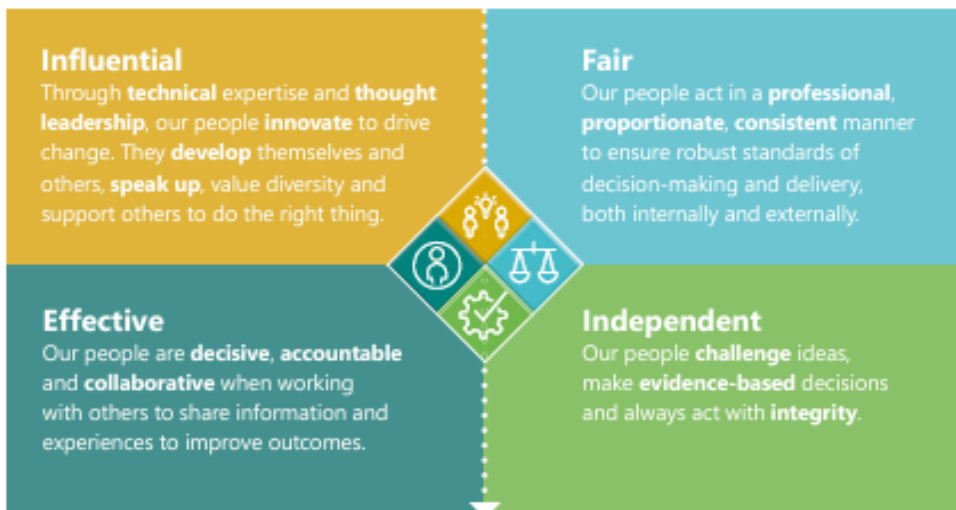 Influential
Through technical expertise and thought
leadership, our people innovate to drive
change. They develop themselves and
others, speak up, value diversity and
support others to do the right thing.
Fair
Our people act in a professional,
proportionate, consistent manner
to ensure robust standards of
decision-making and delivery,
both internally and externally.
Effective
Our people are decisive, accountable
and collaborative when working
with others to share information and
experiences to improve outcomes.
Independent
Our people challenge ideas,
make evidence-based decisions
and always act with integrity.